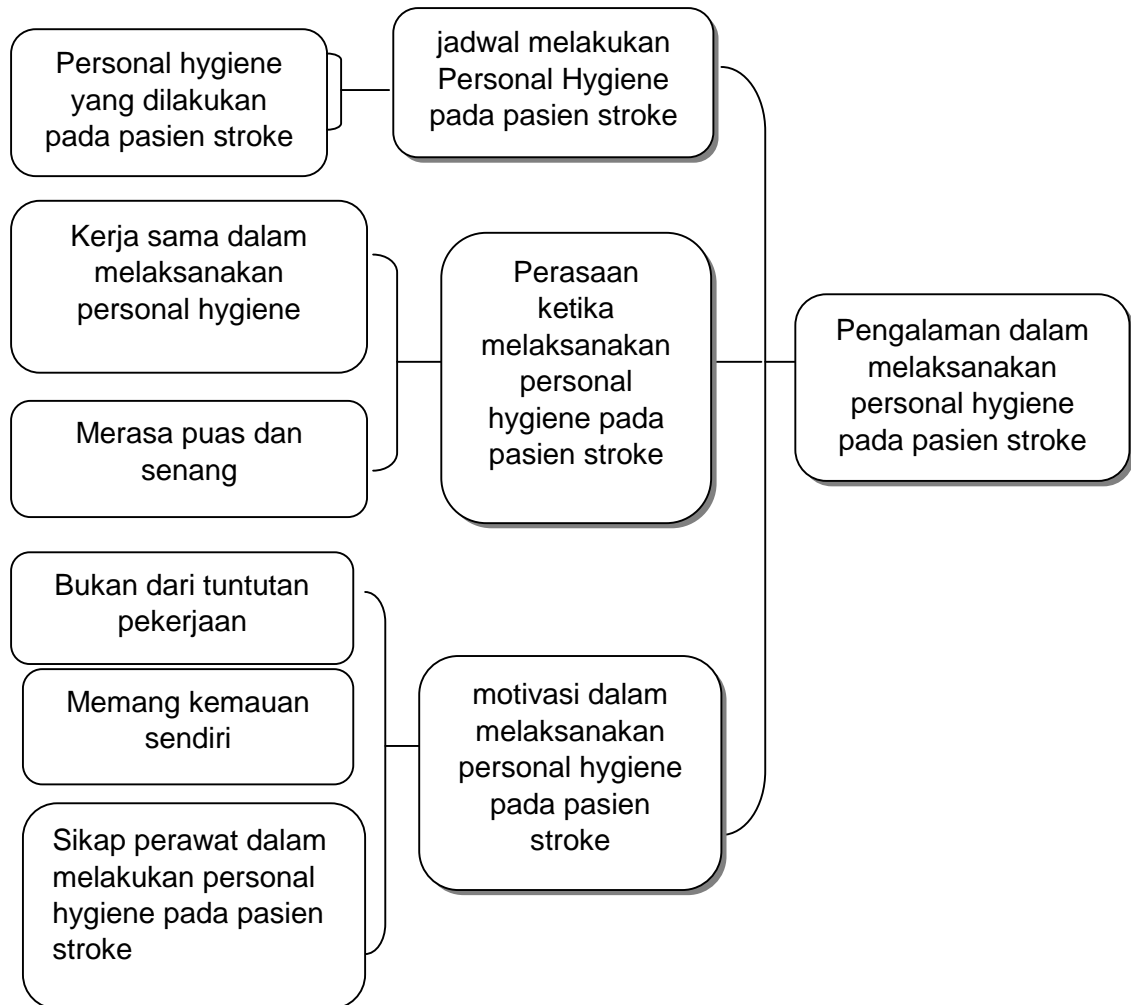 Personal hygiene
yang dilakukan
pada pasien stroke
jadwal melakukan
Personal Hygiene
pada pasien stroke
Kerja sama dalam
melaksanakan
personal hygiene
Merasa puas dan
senang
Perasaan
ketika
melaksanakan
personal
hygiene pada
pasien stroke
Pengalaman dalam
melaksanakan
personal hygiene
pada pasien stroke
Bukan dari tuntutan
pekerjaan
Memang kemauan
sendiri
Sikap perawat dalam
melakukan personal
hygiene pada pasien
stroke
motivasi dalam
melaksanakan
personal hygiene
pada pasien
stroke